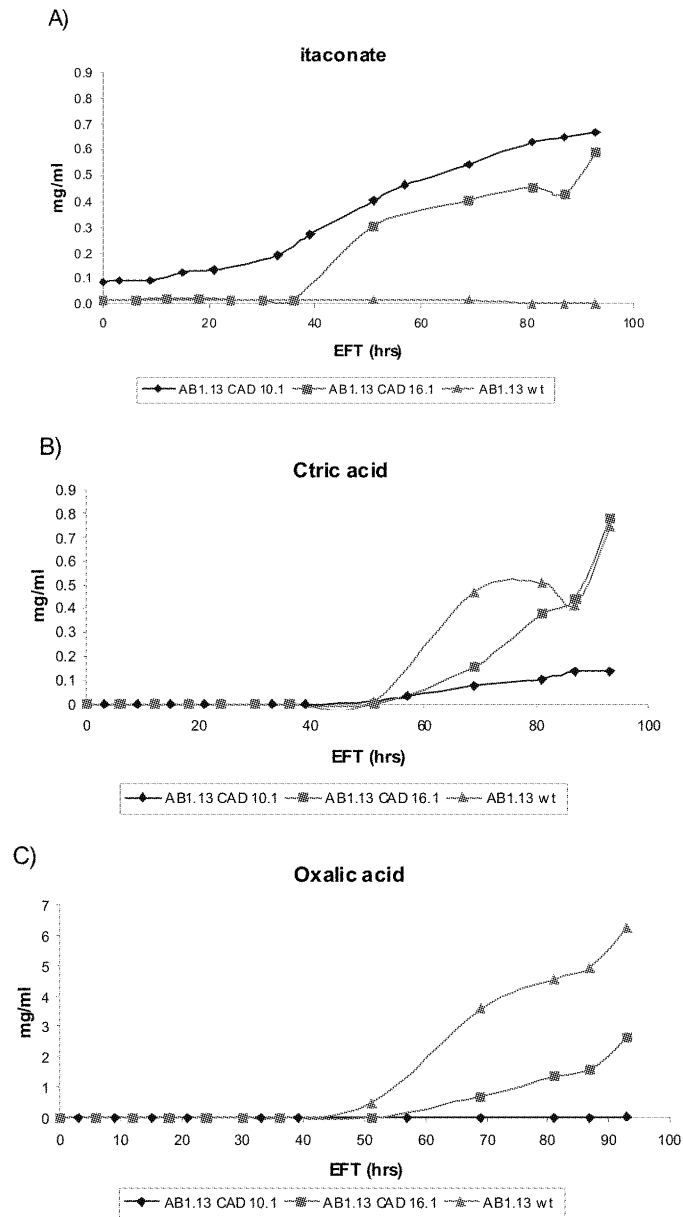 A)
itaconate
0.9
0.8
0.7
0.6
0.5
0.4
0.3
0.2
0.1
0.0
mg/ml
0 20 40 60 80 100
EFT (hrs)
AB1.13 CAD 10.1 AB1.13 CAD 16.1 AB1.13 wt
B)
Ctric acid
0.9
0.8
0.7
0.6
0.5
0.4
0.3
0.2
0.1
0
mg/ml
0 20 40 60 80 100
EFT (hrs)
AB1.13 CAD 10.1 AB1.13 CAD 16.1 AB1.13 wt
C)
Oxalic acid
7
6
5
4
3
2
1
0
mg/ml
0 10 20 30 40 50 60 70 80 90 100
EFT (hrs)
AB1.13 CAD 10.1 AB1.13 CAD 16.1 AB1.13 wt